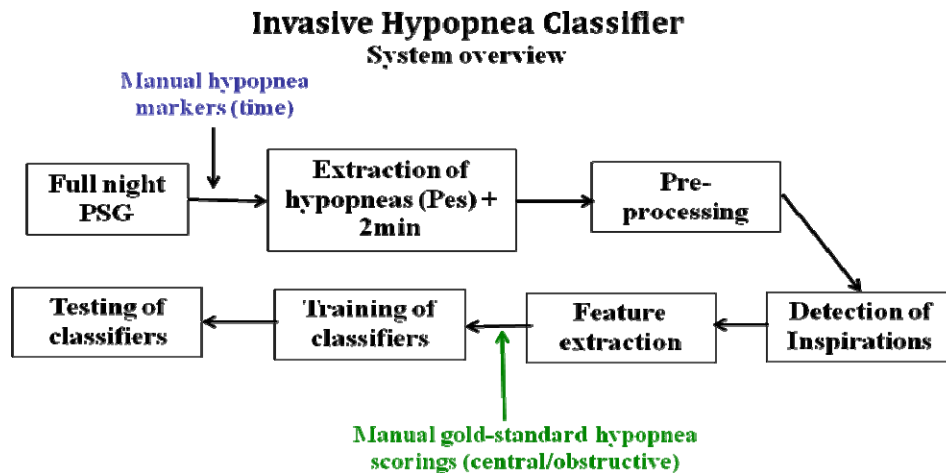 Invasive Hypopnea Classifier
System overview
Manual hypopnea
markers (time)
Full night
PSG
Extraction of
hypopneas (Pes) +
2min
Pre-
processing
Detection of
Inspirations
Feature
extraction
Training of
classifiers
Testing of
classifiers
Manual gold-standard hypopnea
scorings (central/obstructive)